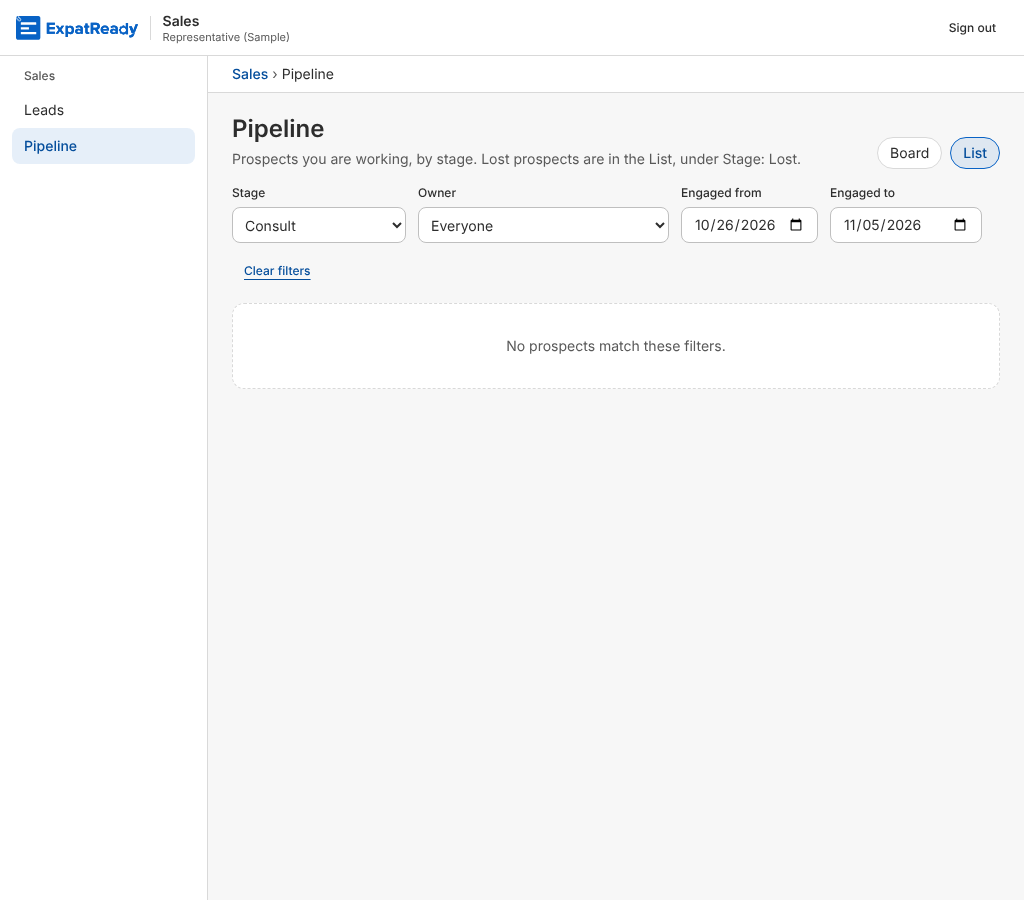 ExpatReady
Sales
Representative (Sample)
Sign out
Sales
Leads
Pipeline
Sales › Pipeline
Pipeline
Prospects you are working, by stage. Lost prospects are in the List, under Stage: Lost.
Board
List
Stage
Owner
Engaged from
Engaged to
Consult
Everyone
10/26/2026
11/05/2026
Clear filters
No prospects match these filters.